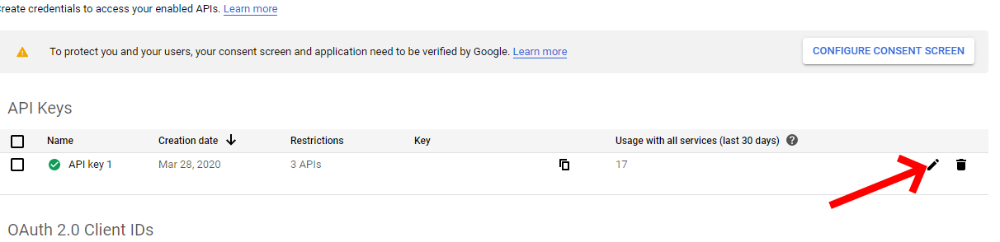 reate credentials to access your enabled APIs. Learn more
To protect you and your users, your consent screen and application need to be verified by Google. Learn more
CONFIGURE CONSENT SCREEN
API Keys
Name Creation date Restrictions Key Usage with all services (last 30 days)
API key 1 Mar 28, 2020 3 APIs 17
OAuth 2.0 Client IDs